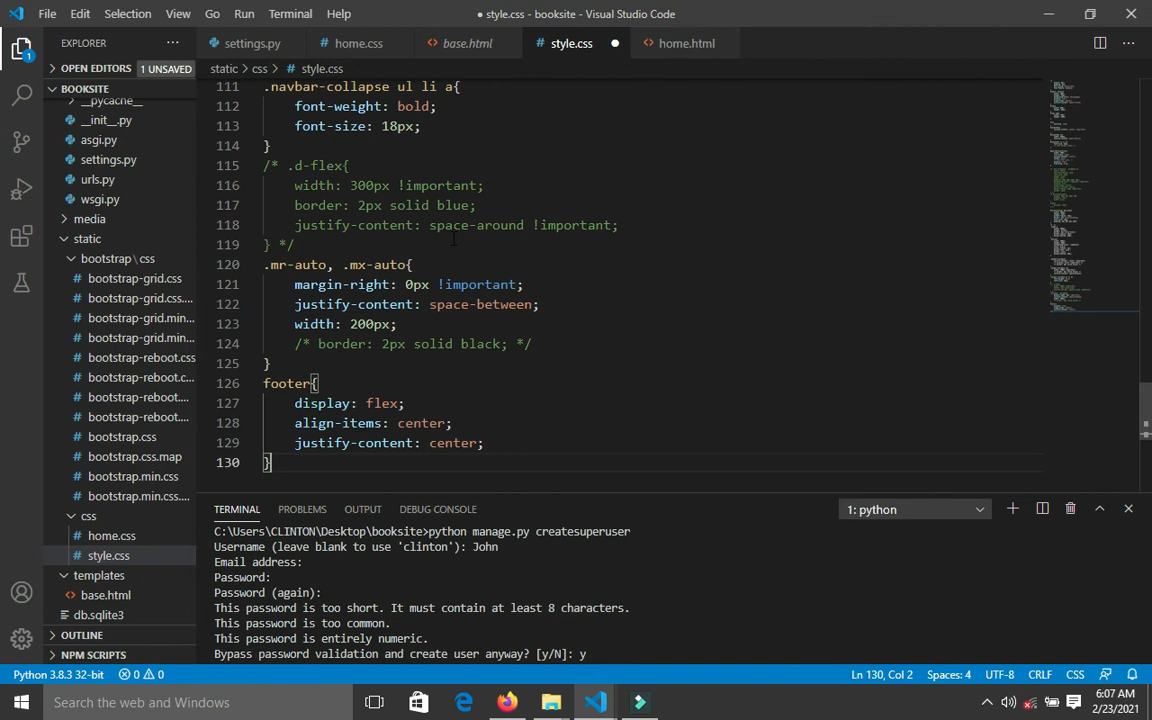 File Edit Selection View Go Run Terminal Help
● style.css - booksite - Visual Studio Code
EXPLORER
settings.py
home.css
base.html
style.css
home.html
OPEN EDITORS 1 UNSAVED
static > css > # style.css
BOOKSITE
__pycache__
__init__.py
asgi.py
settings.py
urls.py
wsgi.py
media
static
bootstrap \ css
bootstrap-grid.css
bootstrap-grid.css....
bootstrap-grid.min...
bootstrap-grid.min...
bootstrap-reboot.css
bootstrap-reboot.c...
bootstrap-reboot....
bootstrap-reboot....
bootstrap.css
bootstrap.css.map
bootstrap.min.css
bootstrap.min.css....
css
home.css
style.css
templates
base.html
db.sqlite3
OUTLINE
NPM SCRIPTS
1
111 .navbar-collapse ul li a{
112 font-weight: bold;
113 font-size: 18px;
114 }
115 /* .d-flex{
116 width: 300px !important;
117 border: 2px solid blue;
118 justify-content: space-around !important;
119 } */
120 .mr-auto, .mx-auto{
121 margin-right: 0px !important;
122 justify-content: space-between;
123 width: 200px;
124 /* border: 2px solid black; */
125 }
126 footer{
127 display: flex;
128 align-items: center;
129 justify-content: center;
130 }
TERMINAL PROBLEMS OUTPUT DEBUG CONSOLE
1: python
C:\Users\CLINTON\Desktop\booksite>python manage.py createsuperuser
Username (leave blank to use 'clinton'): John
Email address:
Password:
Password (again):
This password is too short. It must contain at least 8 characters.
This password is too common.
This password is entirely numeric.
Bypass password validation and create user anyway? [y/N]: y
Python 3.8.3 32-bit 0 0
Ln 130, Col 2 Spaces: 4 UTF-8 CRLF CSS
Search the web and Windows
6:07 AM
2/23/2021